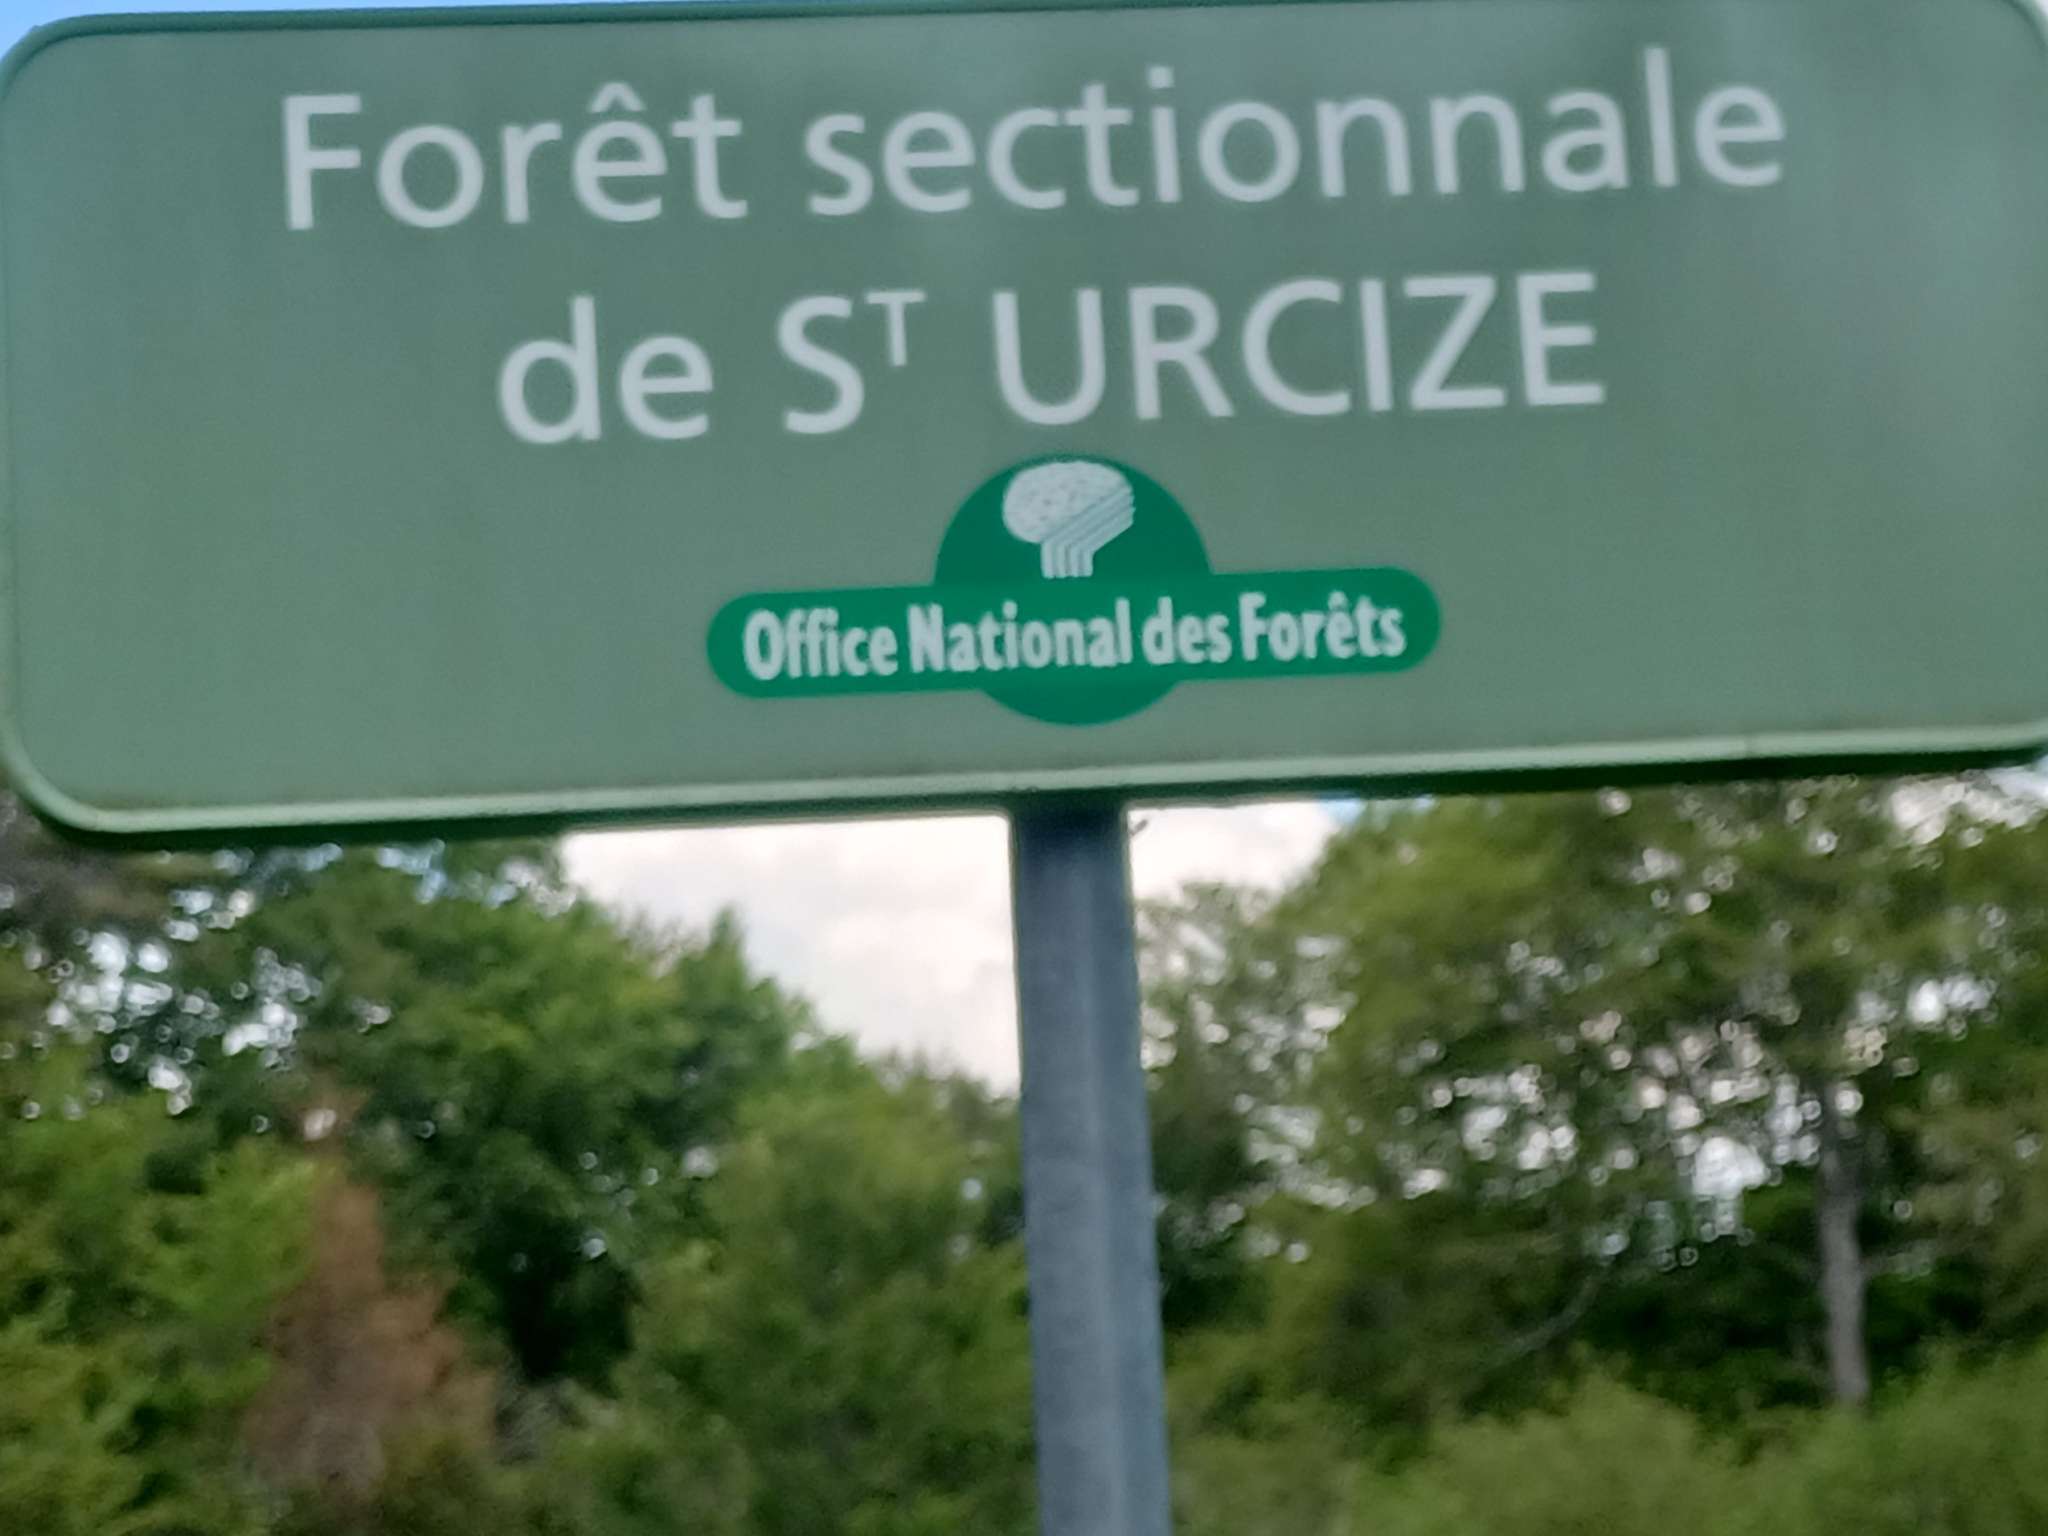 Forêt sectionnale
de ST URCIZE
Office National des Forêts